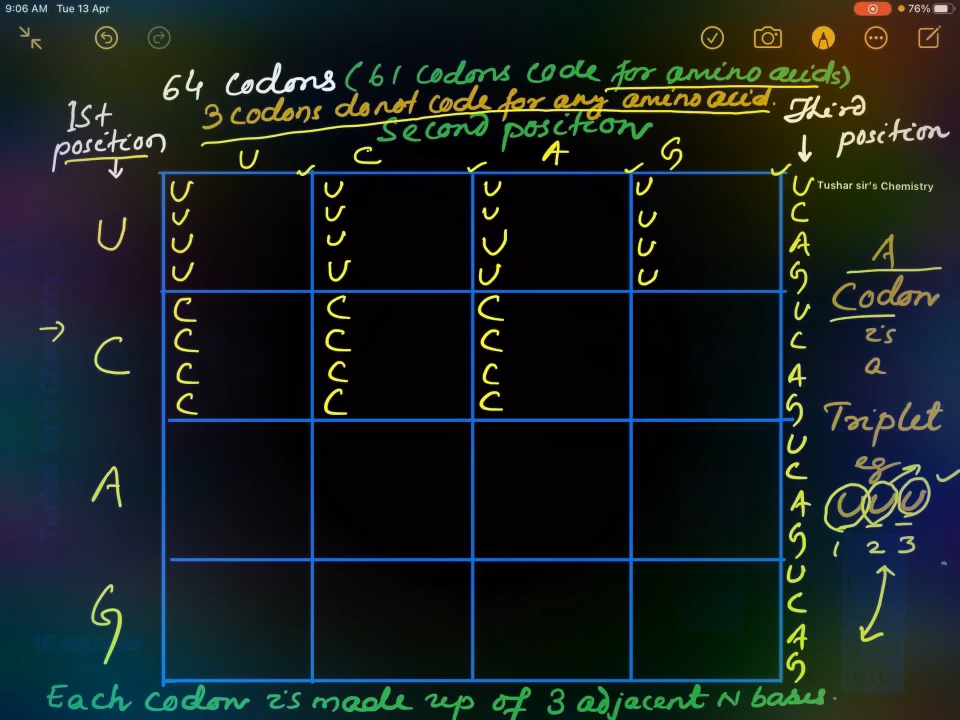 9:06 AM Tue 13 Apr
76%
64 codons (61 codons code for amino acids)
3 codons donot code for any amino acid.
1st position
Second position
Third position
U C A G
Tushar sir's Chemistry
U
U U U U U
U U U U C
U U U U A
U U U U G
C
C C C U
C C C C
C C C A
C C C G
A
U
C
A
G
G
U
C
A
G
A
Codon
is
a
Triplet
eg
UUU
1 2 3
Each codon is made up of 3 adjacent N bases.